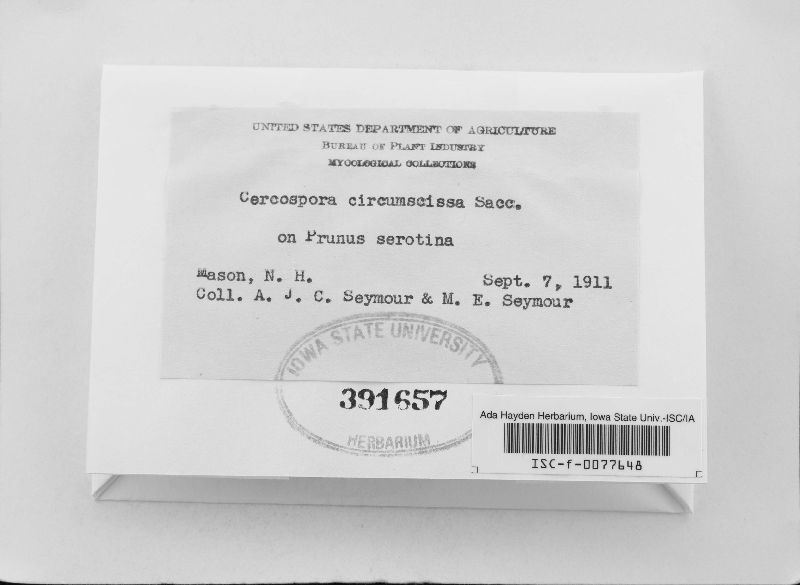 UNITED STATES DEPARTMENT OF AGRICULTURE
BUREAU OF PLANT INDUSTRY
MYCOLOGICAL COLLECTIONS
Cercospora circumscissa Sacc.
on Prunus serotina
Mason, N. H. Sept. 7, 1911
Coll. A. J. C. Seymour & M. E. Seymour
IOWA STATE UNIVERSITY
391657
HERBARIUM
Ada Hayden Herbarium, Iowa State Univ.-ISC/IA
ISC-f-0077648